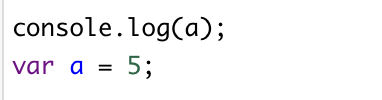 console.log(a);
var a = 5;